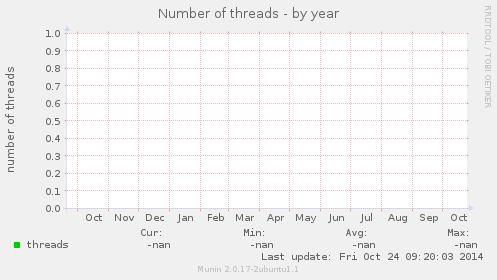 Number of threads - by year
RRDTOOL / TOBI OETIKER
number of threads
1.0
0.9
0.8
0.7
0.6
0.5
0.4
0.3
0.2
0.1
0.0
Oct Nov Dec Jan Feb Mar Apr May Jun Jul Aug Sep Oct
Cur: Min: Avg: Max:
threads -nan -nan -nan -nan
Last update: Fri Oct 24 09:20:03 2014
Munin 2.0.17-2ubuntu1.1